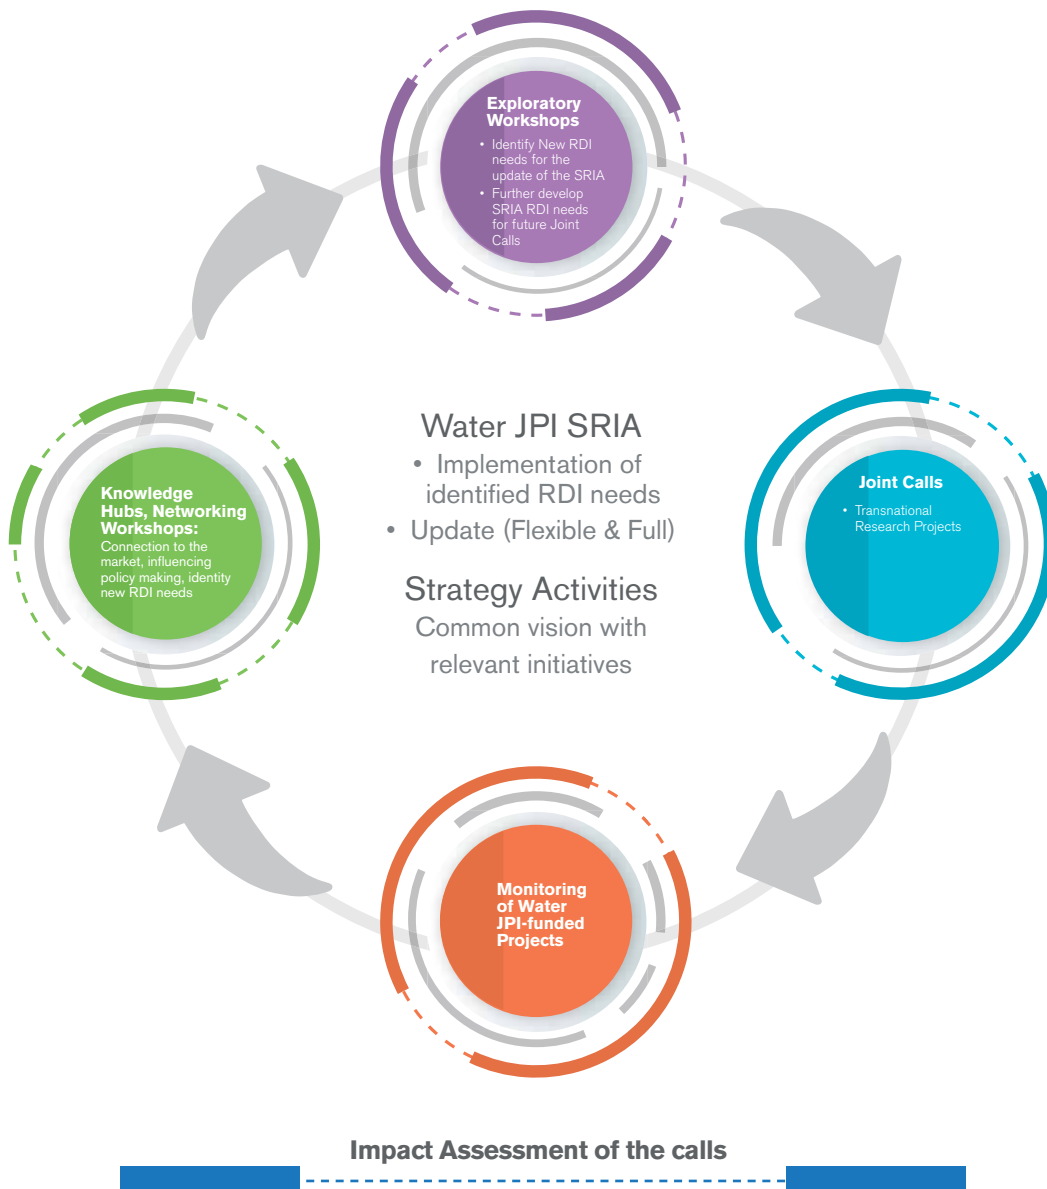 Exploratory
Workshops
• Identify New RDI
needs for the
update of the SRIA
• Further develop
SRIA RDI needs
for future Joint
Calls
Water JPI SRIA
• Implementation of
identified RDI needs
• Update (Flexible & Full)
Strategy Activities
Common vision with
relevant initiatives
Knowledge
Hubs, Networking
Workshops:
Connection to the
market, influencing
policy making, identity
new RDI needs
Joint Calls
• Transnational
Research Projects
Monitoring
of Water
JPI-funded
Projects
Impact Assessment of the calls